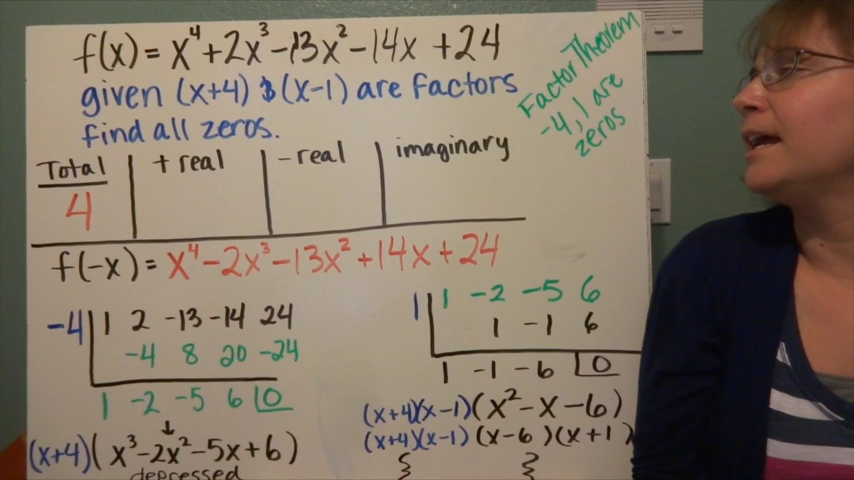 f(x) = x⁴ + 2x³ - 13x² - 14x + 24
given (x+4) & (x-1) are factors
find all zeros.
Factor Theorem
-4, 1 are
zeros
Total + real - real imaginary
4
f(-x) = x⁴ - 2x³ - 13x² + 14x + 24
-4 1 2 -13 -14 24
-4 8 20 -24
1 -2 -5 6 0
(x+4)(x³ - 2x² - 5x + 6)
depressed
1 1 -2 -5 6
1 -1 6
1 -1 -6 0
(x+4)(x-1)(x² - x - 6)
(x+4)(x-1)(x-6)(x+1)